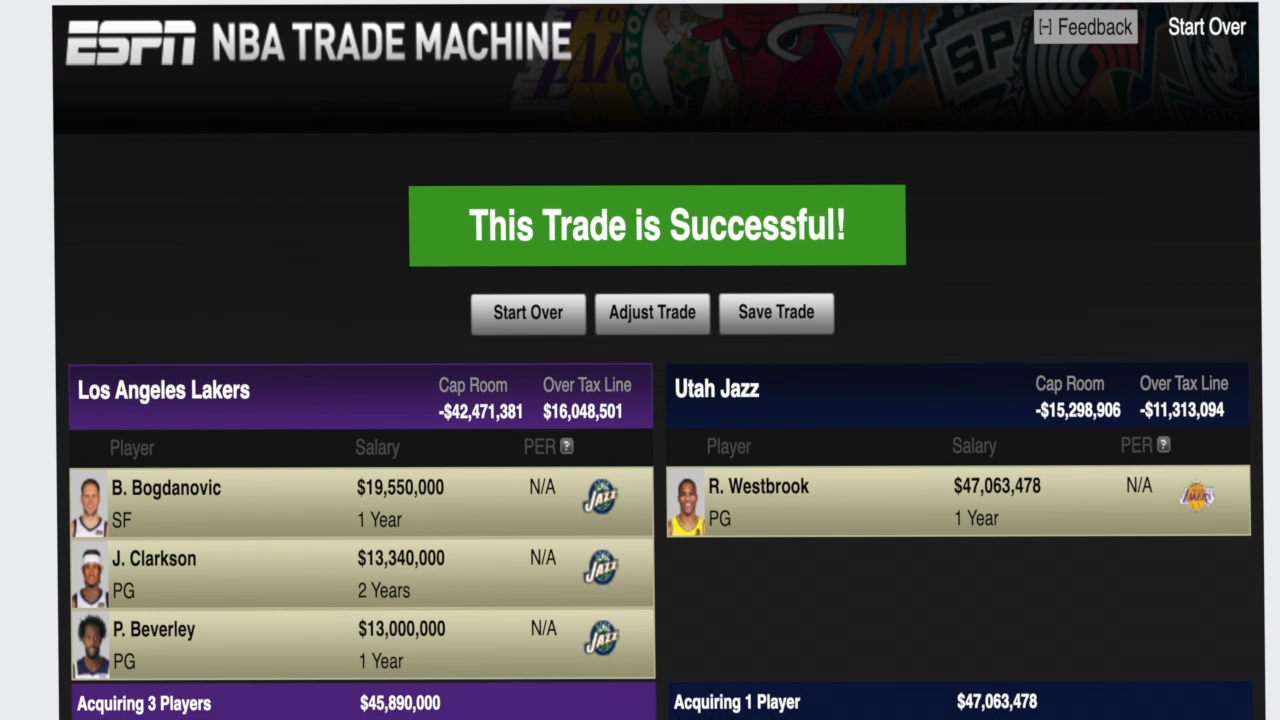 ESPN NBA TRADE MACHINE
[-] Feedback Start Over
This Trade is Successful!
Start Over Adjust Trade Save Trade
Los Angeles Lakers Cap Room Over Tax Line
-$42,471,381 $16,048,501
Player Salary PER ?
B. Bogdanovic $19,550,000 N/A JAZZ
SF 1 Year
J. Clarkson $13,340,000 N/A JAZZ
PG 2 Years
P. Beverley $13,000,000 N/A JAZZ
PG 1 Year
Acquiring 3 Players $45,890,000
Utah Jazz Cap Room Over Tax Line
-$15,298,906 -$11,313,094
Player Salary PER ?
R. Westbrook $47,063,478 N/A LAKERS
PG 1 Year
Acquiring 1 Player $47,063,478